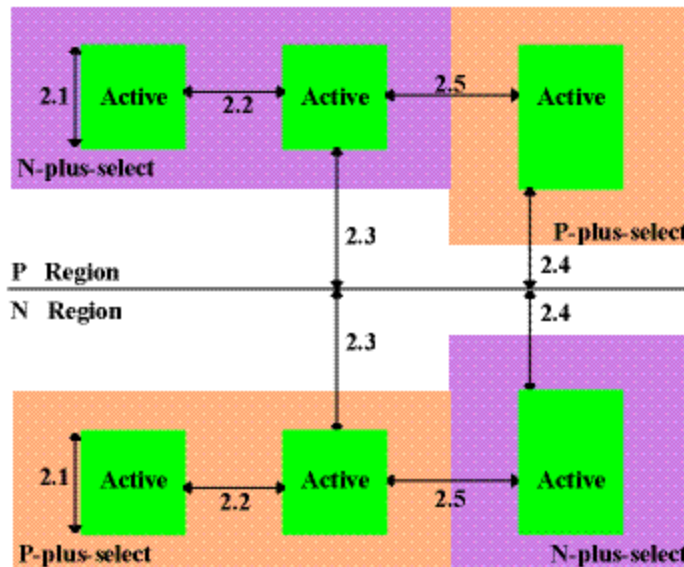 2.1
Active
2.2
Active
2.5
Active
N-plus-select
2.3
P-plus-select
2.4
P Region
N Region
2.3
2.4
2.1
Active
2.2
Active
2.5
Active
P-plus-select
N-plus-select